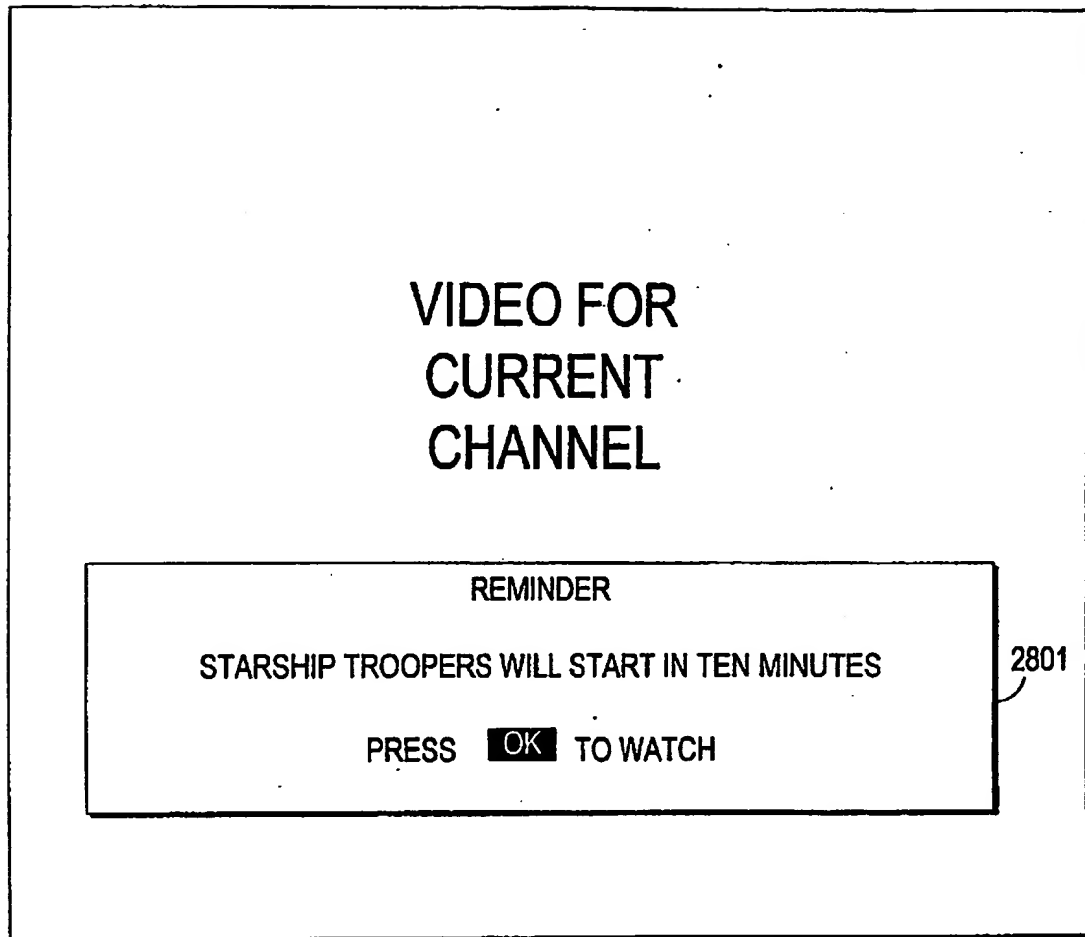 VIDEO FOR
CURRENT
CHANNEL
REMINDER
STARSHIP TROOPERS WILL START IN TEN MINUTES
2801
PRESS OK TO WATCH